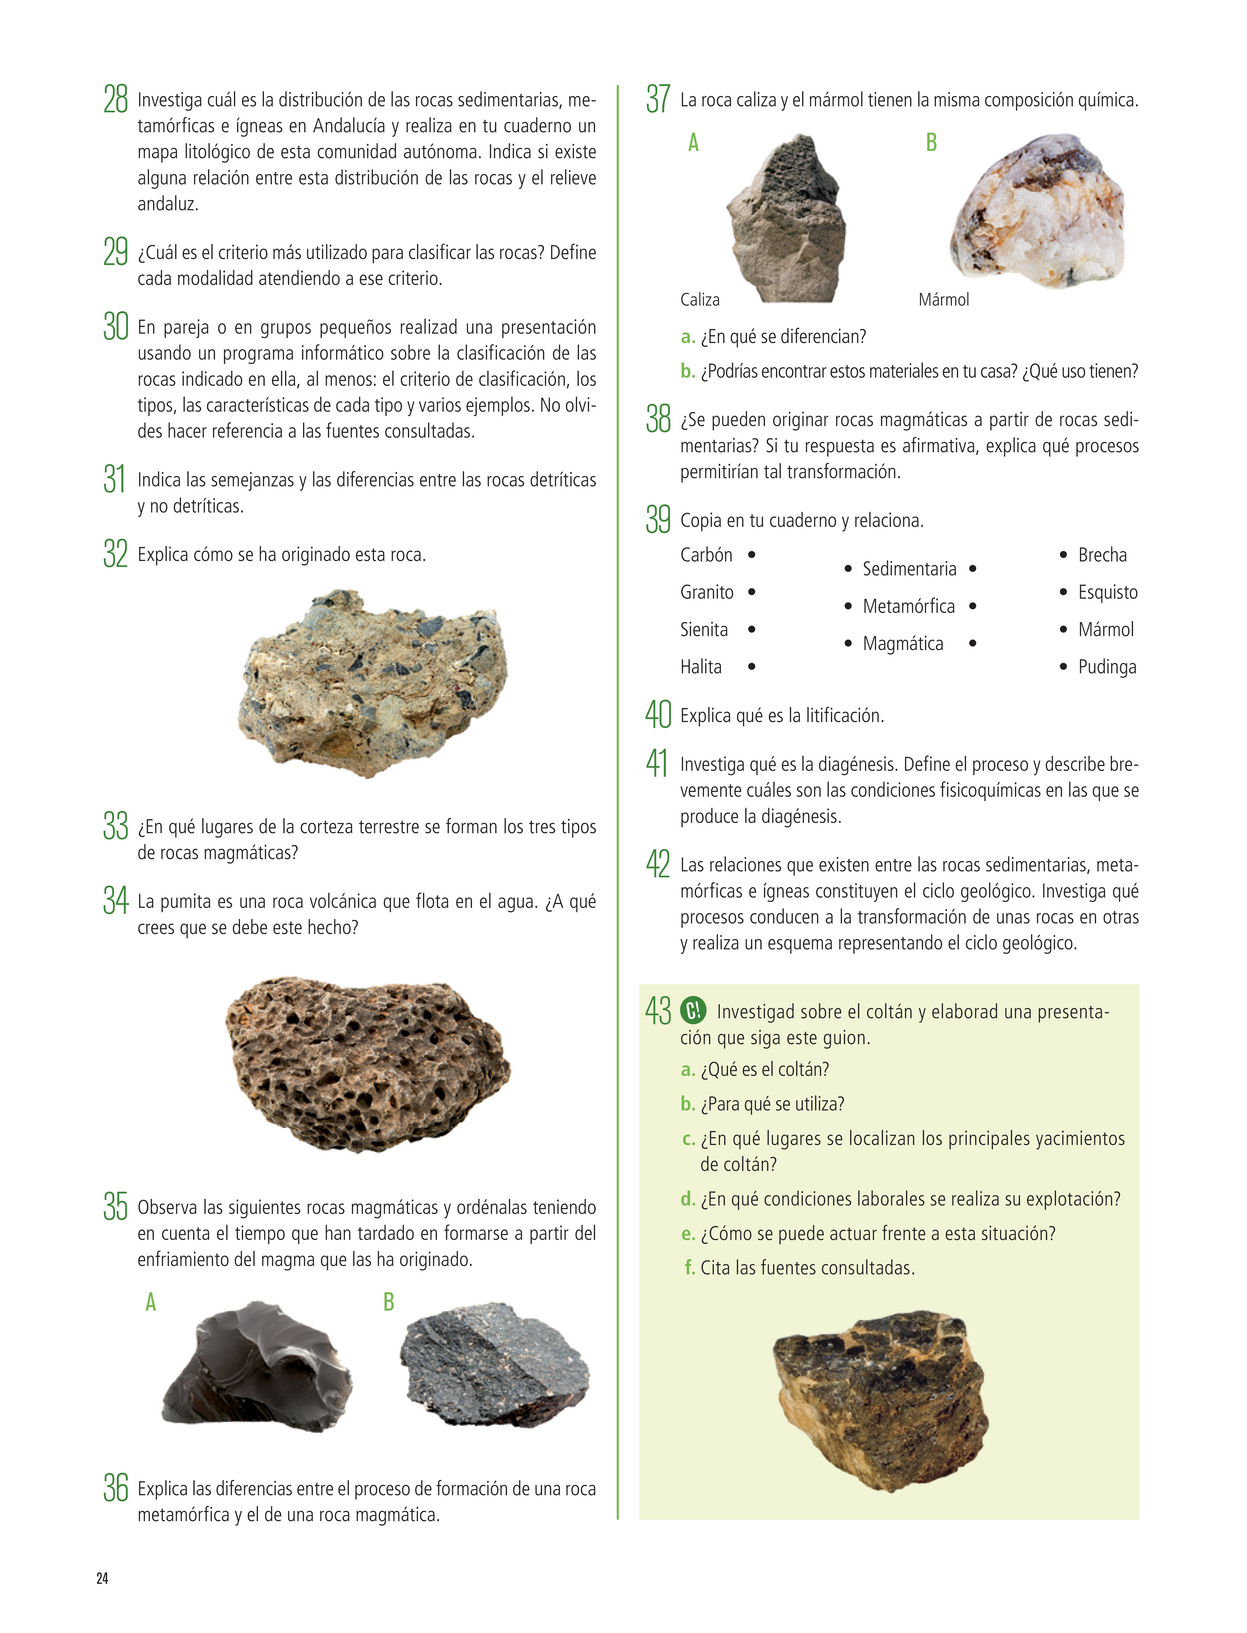 28 Investiga cuál es la distribución de las rocas sedimentarias, me-
tamórficas e ígneas en Andalucía y realiza en tu cuaderno un
mapa litológico de esta comunidad autónoma. Indica si existe
alguna relación entre esta distribución de las rocas y el relieve
andaluz.
29 ¿Cuál es el criterio más utilizado para clasificar las rocas? Define
cada modalidad atendiendo a ese criterio.
30 En pareja o en grupos pequeños realizad una presentación
usando un programa informático sobre la clasificación de las
rocas indicado en ella, al menos: el criterio de clasificación, los
tipos, las características de cada tipo y varios ejemplos. No olvi-
des hacer referencia a las fuentes consultadas.
31 Indica las semejanzas y las diferencias entre las rocas detríticas
y no detríticas.
32 Explica cómo se ha originado esta roca.
33 ¿En qué lugares de la corteza terrestre se forman los tres tipos
de rocas magmáticas?
34 La pumita es una roca volcánica que flota en el agua. ¿A qué
crees que se debe este hecho?
35 Observa las siguientes rocas magmáticas y ordénalas teniendo
en cuenta el tiempo que han tardado en formarse a partir del
enfriamiento del magma que las ha originado.
A B
36 Explica las diferencias entre el proceso de formación de una roca
metamórfica y el de una roca magmática.
37 La roca caliza y el mármol tienen la misma composición química.
A B
Caliza Mármol
a. ¿En qué se diferencian?
b. ¿Podrías encontrar estos materiales en tu casa? ¿Qué uso tienen?
38 ¿Se pueden originar rocas magmáticas a partir de rocas sedi-
mentarias? Si tu respuesta es afirmativa, explica qué procesos
permitirían tal transformación.
39 Copia en tu cuaderno y relaciona.
Carbón • • Brecha
• Sedimentaria •
Granito • • Esquisto
• Metamórfica •
Sienita • • Mármol
• Magmática •
Halita • • Pudinga
40 Explica qué es la litificación.
41 Investiga qué es la diagénesis. Define el proceso y describe bre-
vemente cuáles son las condiciones fisicoquímicas en las que se
produce la diagénesis.
42 Las relaciones que existen entre las rocas sedimentarias, meta-
mórficas e ígneas constituyen el ciclo geológico. Investiga qué
procesos conducen a la transformación de unas rocas en otras
y realiza un esquema representando el ciclo geológico.
43 C! Investigad sobre el coltán y elaborad una presenta-
ción que siga este guion.
a. ¿Qué es el coltán?
b. ¿Para qué se utiliza?
c. ¿En qué lugares se localizan los principales yacimientos
de coltán?
d. ¿En qué condiciones laborales se realiza su explotación?
e. ¿Cómo se puede actuar frente a esta situación?
f. Cita las fuentes consultadas.
24